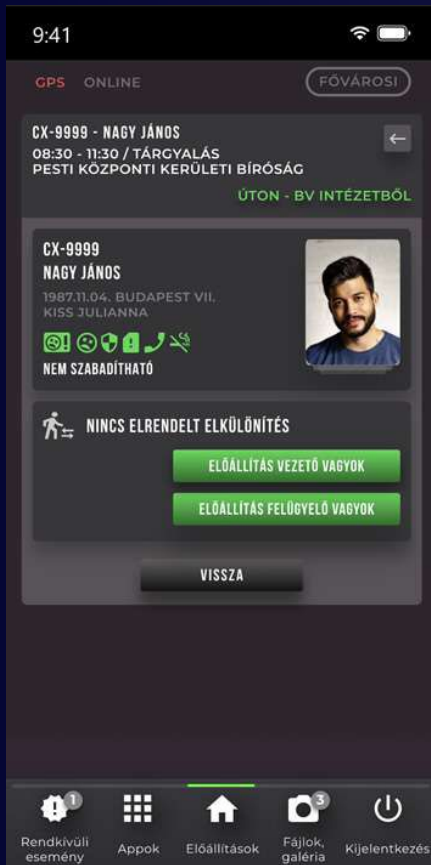 9:41
GPS ONLINE FŐVÁROSI
CX-9999 - NAGY JÁNOS
08:30 - 11:30 / TÁRGYALÁS
PESTI KÖZPONTI KERÜLETI BÍRÓSÁG
ÚTON - BV INTÉZETBŐL
CX-9999
NAGY JÁNOS
1987.11.04. BUDAPEST VII.
KISS JULIANNA
NEM SZABADÍTHATÓ
NINCS ELRENDELT ELKÜLÖNÍTÉS
ELŐÁLLÍTÁS VEZETŐ VAGYOK
ELŐÁLLÍTÁS FELÜGYELŐ VAGYOK
VISSZA
1 3
Rendkívüli esemény
Appok
Előállítások
Fájlok, galéria
Kijelentkezés